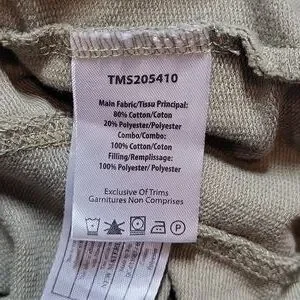 TMS205410
Main Fabric/Tissu Principal:
80% Cotton/Coton
20% Polyester/Polyester
Combo/Combo:
100% Cotton/Coton
Filling/Remplissage:
100% Polyester/Polyester
Exclusive Of Trims
Garnitures Non Comprises
P